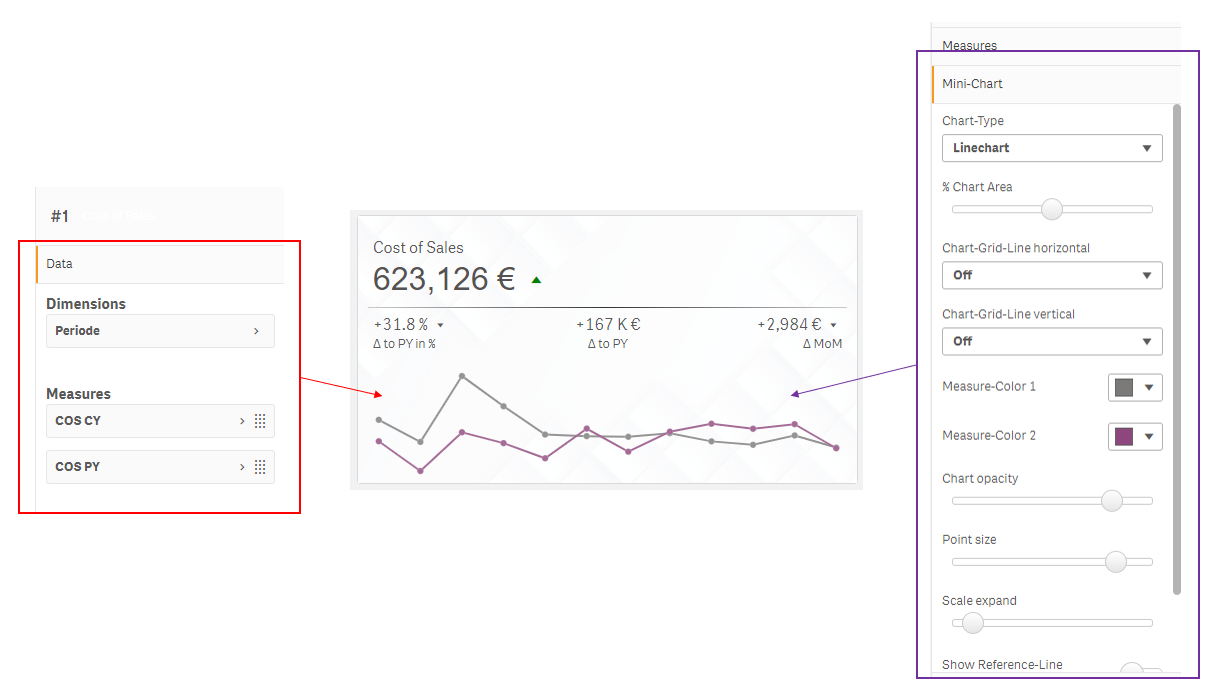 #1
Data
Dimensions
Periode
Measures
COS CY
COS PY
Cost of Sales
623,126 €
+31.8 %
Δ to PY in %
+167 K €
Δ to PY
+2,984 €
Δ MoM
Measures
Mini-Chart
Chart-Type
Linechart
% Chart Area
Chart-Grid-Line horizontal
Off
Chart-Grid-Line vertical
Off
Measure-Color 1
Measure-Color 2
Chart opacity
Point size
Scale expand
Show Reference-Line